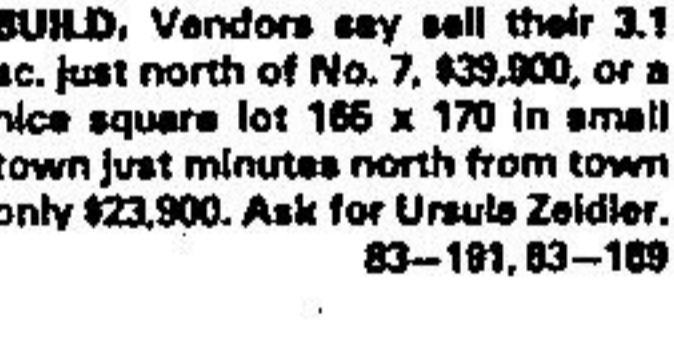 BUILD. Vendors say sell their 3.1
ac. just north of No. 7, $39,900, or a
nice square lot 165 x 170 in small
town just minutes north from town
only $23,900. Ask for Ursula Zeidler.
83—191, 83—189